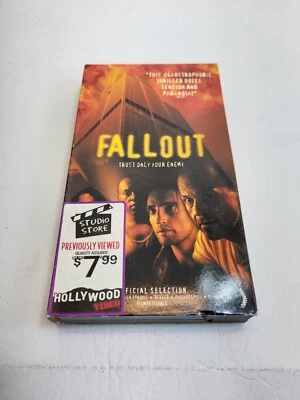 "THIS CLAUSTROPHOBIC
THRILLER DOZES
TENSION AND
PARANOIA!"
FALLOUT
TRUST ONLY YOUR ENEMY
STUDIO
STORE
PREVIOUSLY VIEWED
QUALITY ASSURED
$7.99
HOLLYWOOD
VIDEO
OFFICIAL SELECTION